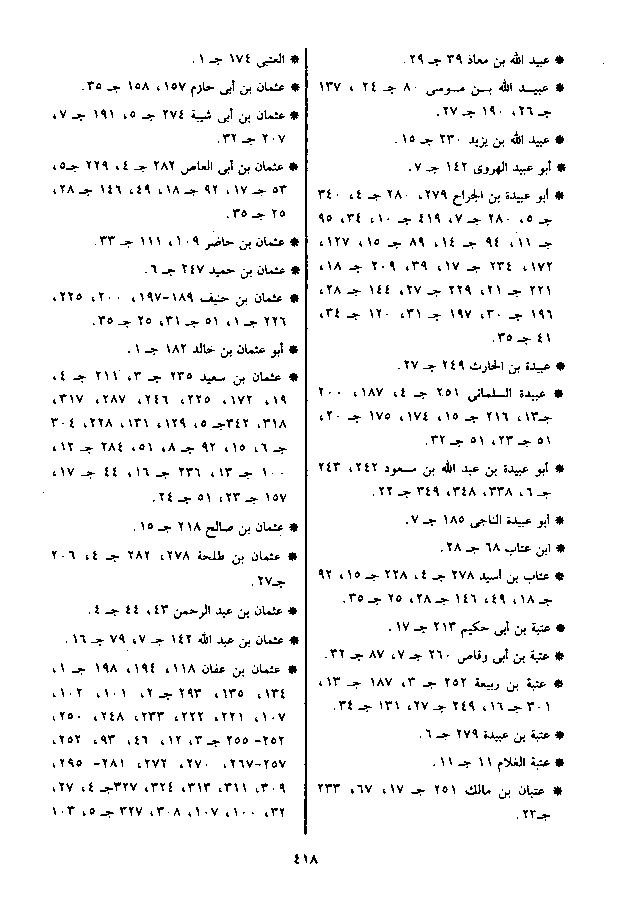 * عبيد الله بن معاذ ٣٩ جـ ٢٩.
* عبيـد الله بـن مـوسى ٨٠ جـ ٢٤ ، ١٣٧
جـ ٢٦، ١٩٠ جـ ٢٧.
* عبيد الله بن يزيد ٢٣٠ جـ ١٥.
* أبو عبيد الهروى ١٤٢ جـ ٧.
* أبو عبيدة بن الجراح ٢٧٩، ٢٨٠ جـ ٤، ٣٤٠
جـ ٥، ٢٨٠ جـ ٧، ٤١٩ جـ ١٠، ٣٤، ٩٥
جـ ١١، ٩٤ جـ ١٤، ٨٩ جـ ١٥، ١٢٧،
١٧٢، ٢٣٤ جـ ١٧، ٣٩، ٢٠٩ جـ ١٨،
٢٢١ جـ ٢١، ٢٢٩ جـ ٢٧، ١٤٤ جـ ٢٨،
١٩٦ جـ ٣٠، ١٩٧ جـ ٣١، ١٢٠ جـ ٣٤،
٤١ جـ ٣٥.
* عبيدة بن الحارث ٢٤٩ جـ ٢٧.
* عبيدة السلمانى ٢٥١ جـ ٤، ١٨٧، ٢٠٠
جـ١٣، ٢١٦ جـ ١٥، ١٧٤، ١٧٥ جـ ٢٠،
٥١ جـ ٢٣، ٥١ جـ ٣٢.
* أبو عبيدة بن عبد الله بن مسعود ٢٤٢، ٢٤٣
جـ ٦، ٣٣٨، ٣٤٨، ٣٤٩ جـ ٢٢.
* أبو عبيدة الناجى ١٨٥ جـ ٧.
* ابن عتاب ٦٨ جـ ٢٨.
* عتاب بن أسيد ٢٧٨ جـ ٤، ٢٢٨ جـ ١٥، ٩٢
جـ ١٨، ٤٩، ١٤٦ جـ ٢٨، ٢٥ جـ ٣٥.
* عتبة بن أبى حكيم ٢١٣ جـ ١٧.
* عتبة بن أبى وقاص ٢٦٠ جـ ٧، ٨٧ جـ ٣٢.
* عتبة بن ربيعة ٢٥٢ جـ ٣، ١٨٧ جـ ١٣،
٣٠١ جـ ١٦، ٢٤٩ جـ ٢٧، ١٣١ جـ ٣٤.
* عتبة بن عبيدة ٢٧٩ جـ ٦.
* عتبة الغلام ١١ جـ ١١.
* عتبان بن مالك ٢٥١ جـ ١٧، ٦٧، ٢٣٣
جـ٢٣.
* العتبى ١٧٤ جـ ١.
* عثمان بن أبى حازم ١٥٧، ١٥٨ جـ ٣٥.
* عثمان بن أبى شيبة ٢٧٤ جـ ٥، ١٩١ جـ ٧،
٢٠٧ جـ ٣٢.
* عثمان بن أبى العاص ٢٨٢ جـ ٤، ٢٢٩ جـ٥،
٥٣ جـ ١٧، ٩٢ جـ ١٨، ٤٩، ١٤٦ جـ ٢٨،
٢٥ جـ ٣٥.
* عثمان بن حاضر ١٠٩، ١١١ جـ ٣٣.
* عثمان بن حميد ٢٤٧ جـ ٦.
* عثمان بن حنيف ١٨٩-١٩٧، ٢٠٠، ٢٢٥،
٢٢٦ جـ ١، ٥١ جـ ٣١، ٢٥ جـ ٣٥.
* أبو عثمان بن خالد ١٨٢ جـ ١.
* عثمان بن سعيد ٢٣٥ جـ ٣، ٢١١ جـ ٤،
١٩، ١٧٢، ٢٢٥، ٢٤٦، ٢٨٧، ٣١٧،
٣١٨، ٣٤٢جـ ٥، ١٢٩، ١٣١، ٢٢٨، ٣٠٤
جـ ٦، ١٥، ٩٢ جـ ٨، ٥١، ٢٨٤ جـ ١٢،
١٠٠ جـ ١٣، ٢٣٦ جـ ١٦، ٤٤ جـ ١٧،
١٥٧ جـ ٢٣، ٥١ جـ ٢٤.
* عثمان بن صالح ٢١٨ جـ ١٥.
* عثمان بن طلحة ٢٧٨، ٢٨٢ جـ ٤، ٢٠٦
جـ٢٧.
* عثمان بن عبد الرحمن ٤٣، ٤٤ جـ ٤.
* عثمان بن عبد الله ١٤٢ جـ ٧، ٧٩ جـ ١٦.
* عثمان بن عفان ١١٨، ١٩٤، ١٩٨ جـ ١،
١٣٤، ١٣٥، ٢٩٣ جـ ٢، ١٠١، ١٠٢،
١٠٧، ٢٢١، ٢٢٢، ٢٣٣، ٢٤٨، ٢٥٠،
٢٥٢- ٢٥٥ جـ ٣، ١٢، ٤٦، ٩٣، ٢٥٢،
٢٥٧-٢٦٧، ٢٧٠، ٢٧٢، ٢٨١- ٢٩٥،
٣٠٩، ٣١١، ٣١٣، ٣٢٤، ٣٢٧جـ ٤، ٢٧،
٣٢، ١٠٠، ١٠٧، ٣٠٨، ٣٢٧ جـ ٥، ١٠٣
٤١٨